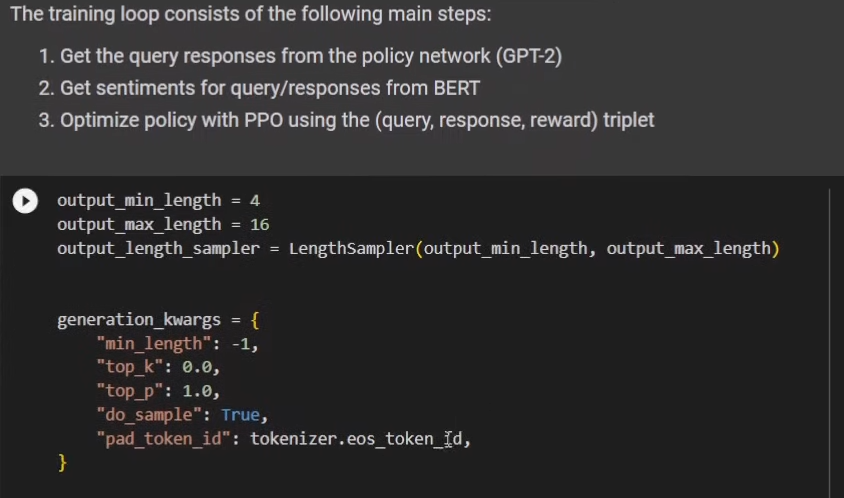 The training loop consists of the following main steps:
1. Get the query responses from the policy network (GPT-2)
2. Get sentiments for query/responses from BERT
3. Optimize policy with PPO using the (query, response, reward) triplet
output_min_length = 4
output_max_length = 16
output_length_sampler = LengthSampler(output_min_length, output_max_length)
generation_kwargs = {
"min_length": -1,
"top_k": 0.0,
"top_p": 1.0,
"do_sample": True,
"pad_token_id": tokenizer.eos_token_id,
}